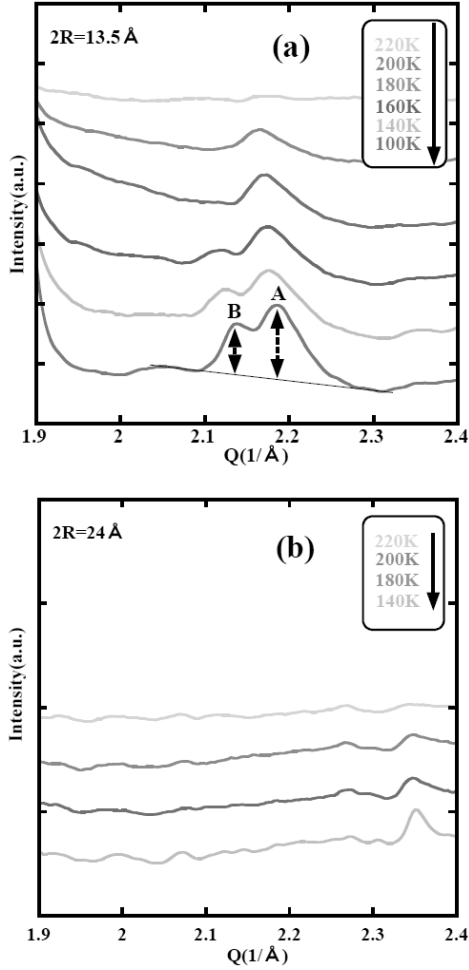 2R=13.5 Å
(a)
220K
200K
180K
160K
140K
100K
Intensity(a.u.)
B
A
1.9 2 2.1 2.2 2.3 2.4
Q(1/Å)
2R=24 Å
(b)
220K
200K
180K
140K
Intensity(a.u.)
1.9 2 2.1 2.2 2.3 2.4
Q(1/Å)